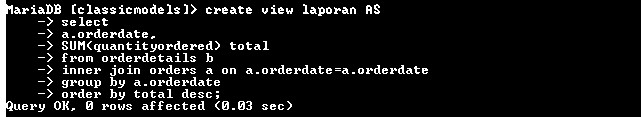 MariaDB [classicmodels]> create view laporan AS
    -> select
    -> a.orderdate,
    -> SUM(quantityordered) total
    -> from orderdetails b
    -> inner join orders a on a.orderdate=a.orderdate
    -> group by a.orderdate
    -> order by total desc;
Query OK, 0 rows affected (0.03 sec)